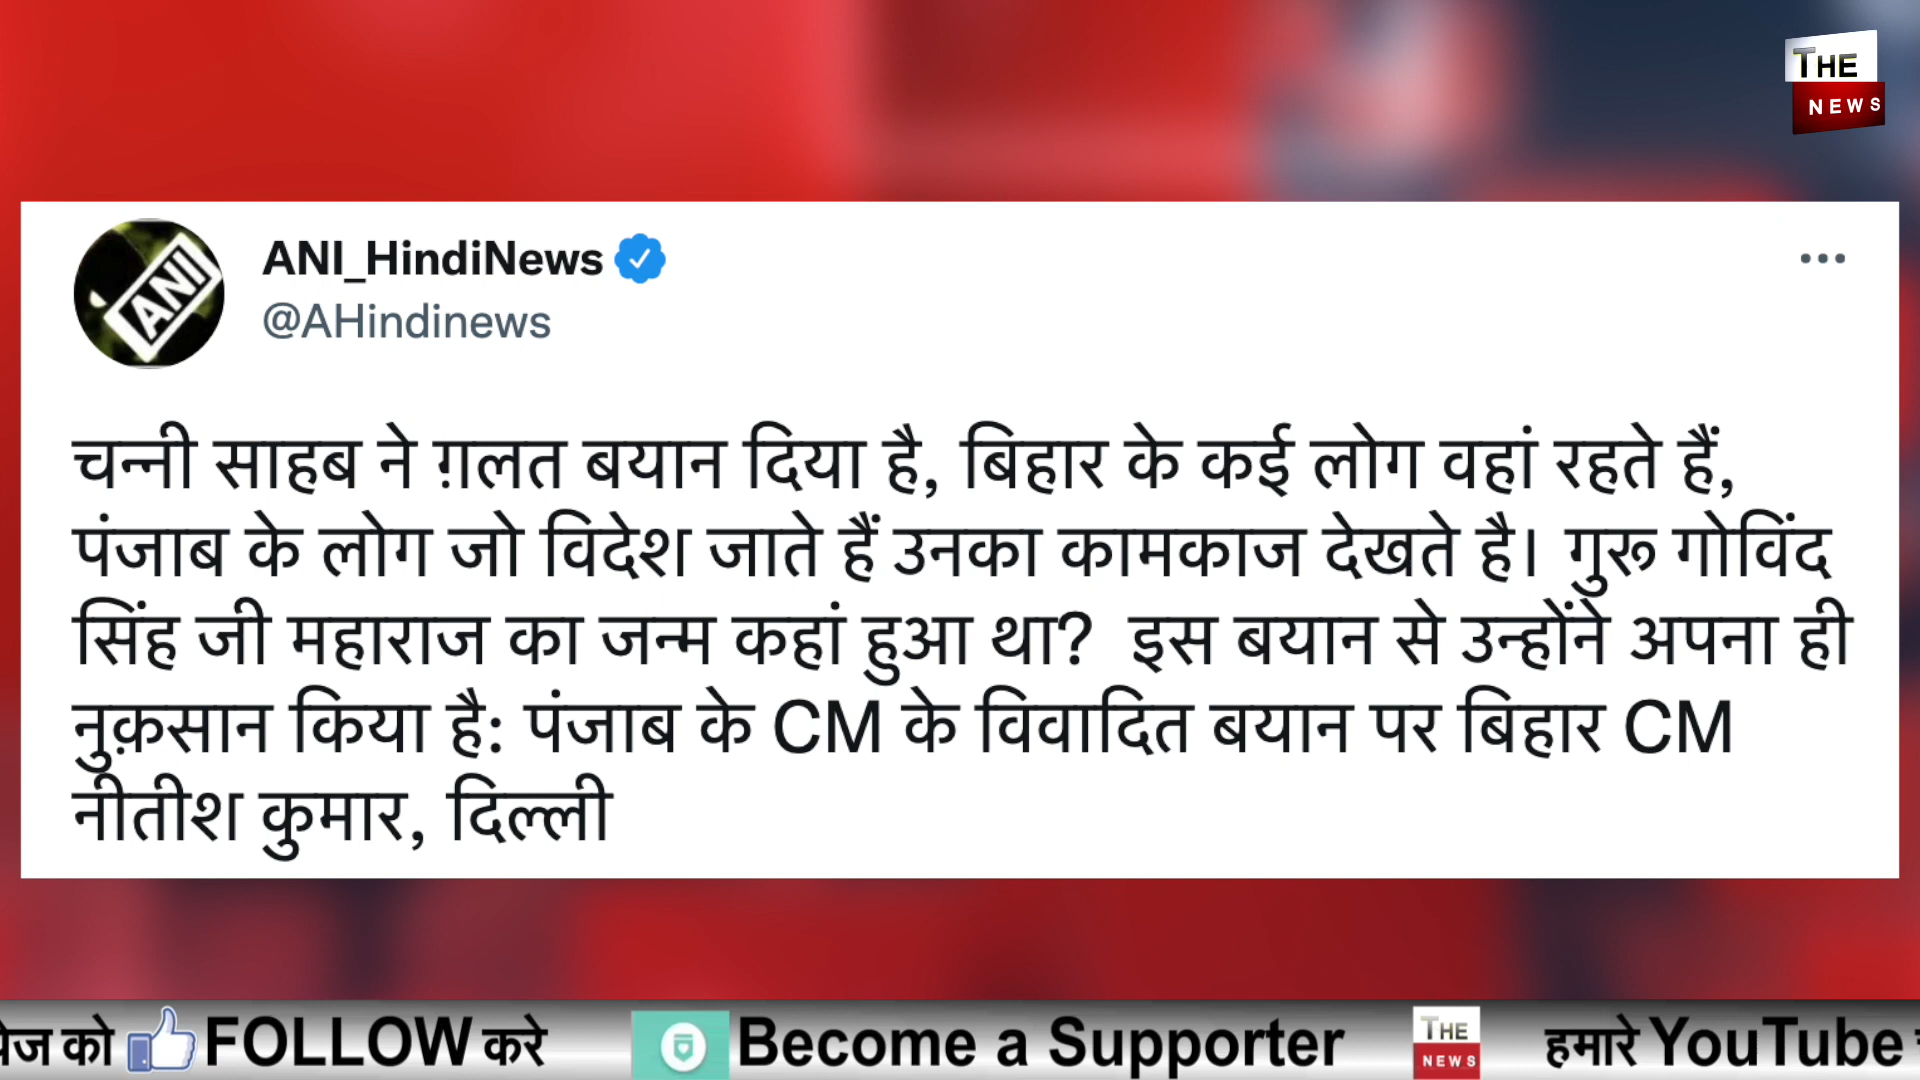 THE
NEWS
ANI
ANI_HindiNews
@AHindinews
चन्नी साहब ने ग़लत बयान दिया है, बिहार के कई लोग वहां रहते हैं,
पंजाब के लोग जो विदेश जाते हैं उनका कामकाज देखते है। गुरू गोविंद
सिंह जी महाराज का जन्म कहां हुआ था? इस बयान से उन्होंने अपना ही
नुक़सान किया है: पंजाब के CM के विवादित बयान पर बिहार CM
नीतीश कुमार, दिल्ली
को FOLLOW करे Become a Supporter THE NEWS हमारे YouTube